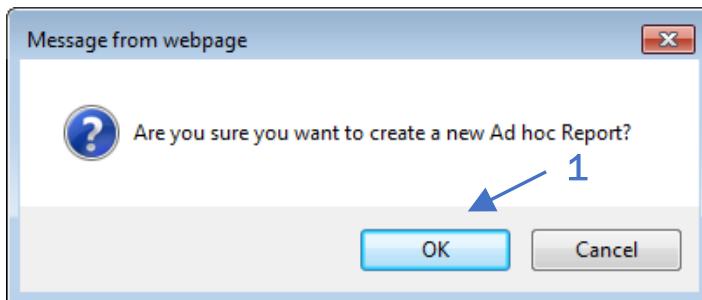 Message from webpage
Are you sure you want to create a new Ad hoc Report?
1
OK
Cancel